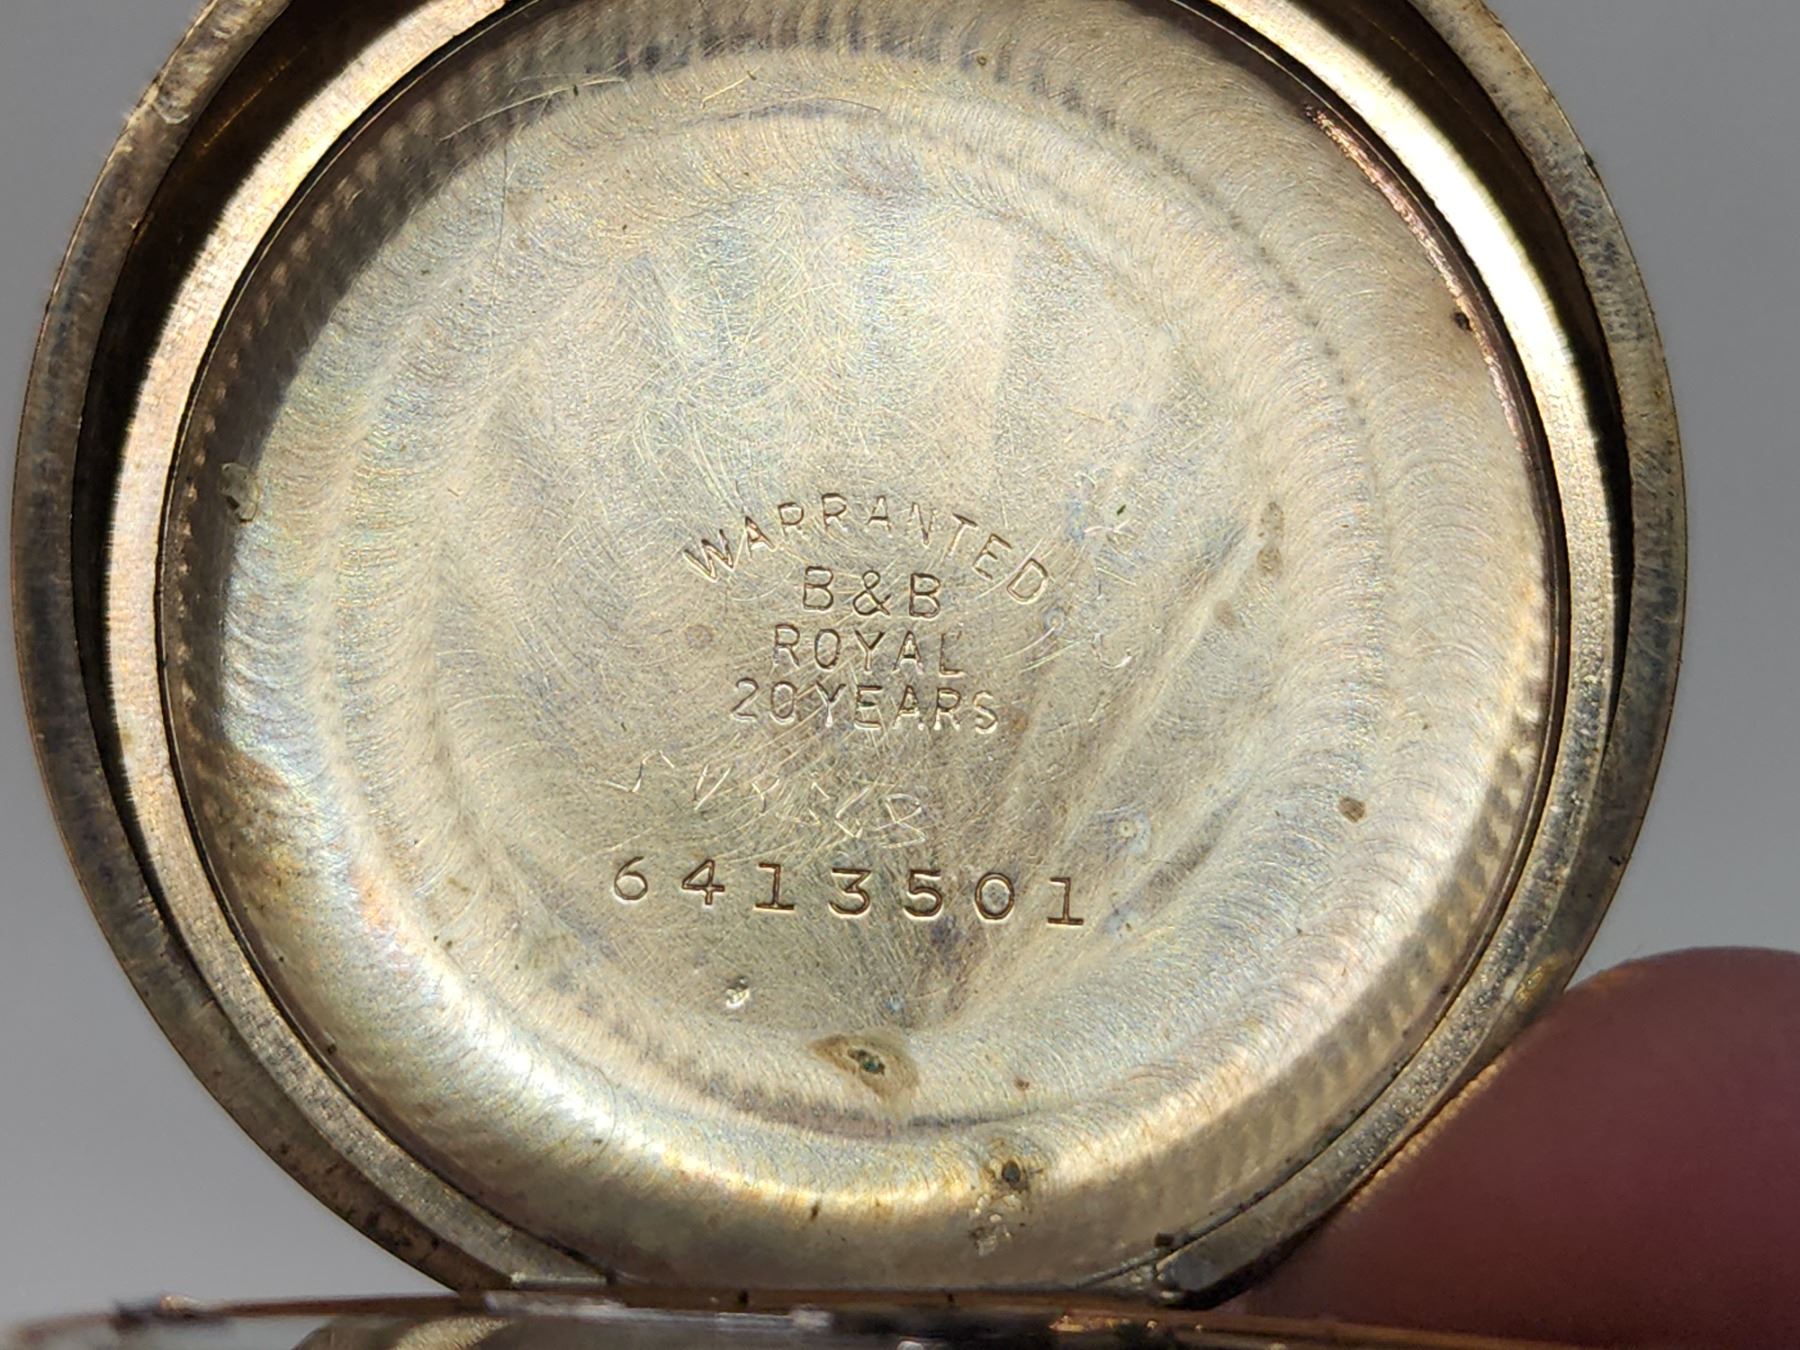 WARRANTED
B & B
ROYAL
20 YEARS
6413501